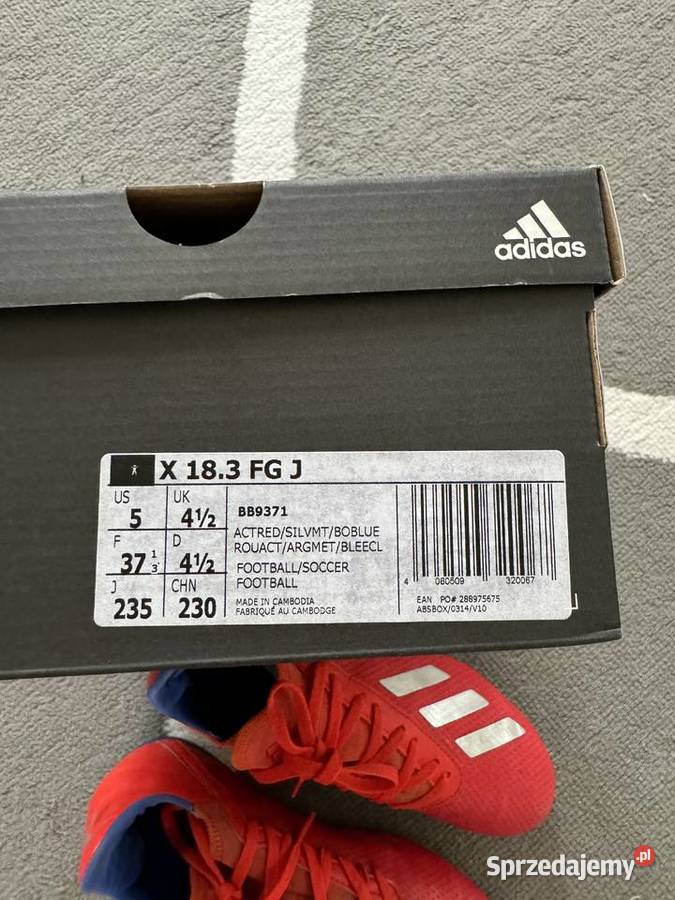 adidas
X 18.3 FG J
US
5
UK
4½
F
37 1/3
D
4½
J
235
CHN
230
BB9371
ACTRED/SILVMT/BOBLUE
ROUACT/ARGMET/BLEECL
FOOTBALL/SOCCER
FOOTBALL
MADE IN CAMBODIA
FABRIQUÉ AU CAMBODGE
4 060509 320067
EAN PO# 288975675
ABSBOX/0314/V10
Sprzedajemy.pl